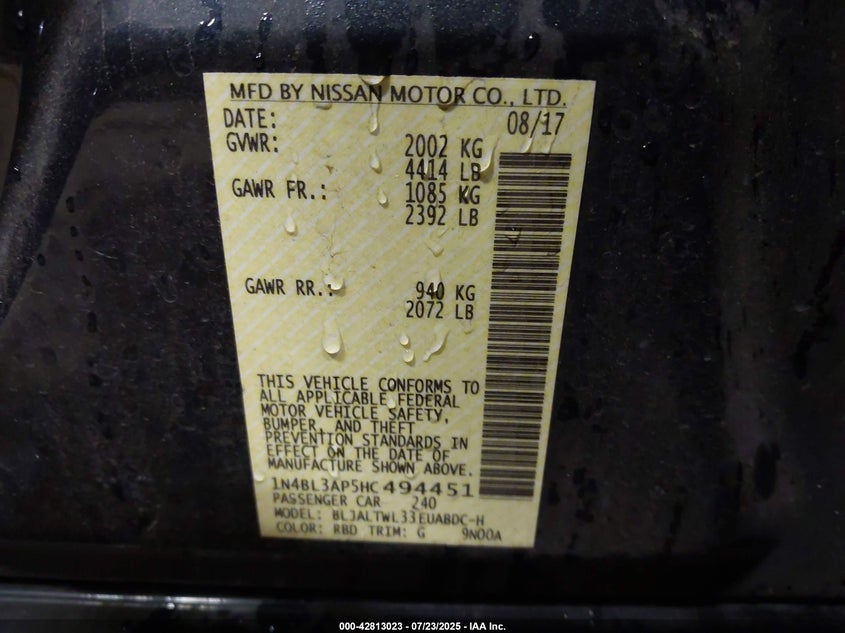 MFD BY NISSAN MOTOR CO., LTD.
DATE: 08/17
GVWR: 2002 KG
4414 LB
GAWR FR.: 1085 KG
2392 LB
GAWR RR.: 940 KG
2072 LB
THIS VEHICLE CONFORMS TO
ALL APPLICABLE FEDERAL
MOTOR VEHICLE SAFETY,
BUMPER, AND THEFT
PREVENTION STANDARDS IN
EFFECT ON THE DATE OF
MANUFACTURE SHOWN ABOVE.
1N4BL3AP5HC494451
PASSENGER CAR 240
MODEL: BLJALTWL33EUABDC-H
COLOR: RBD TRIM: G 9N00A
000-42813023 - 07/23/2025 - IAA Inc.